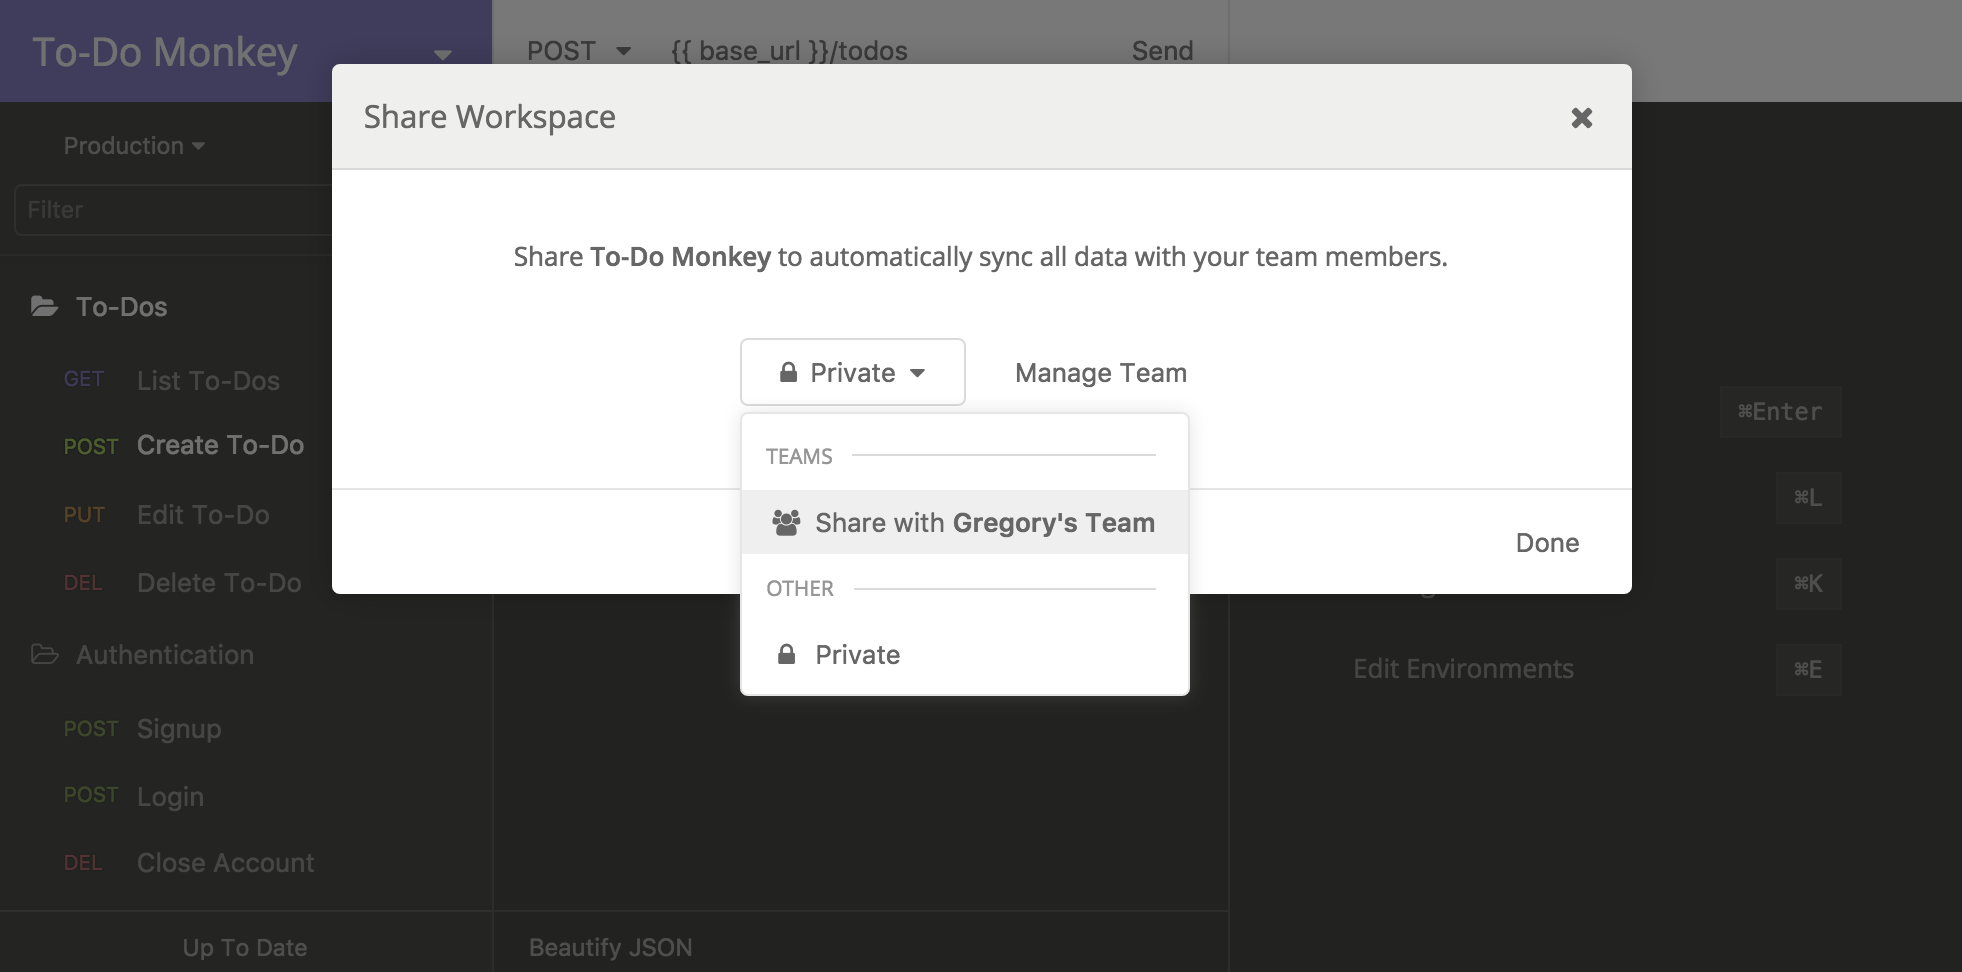 To-Do Monkey
POST {{ base_url }}/todos Send
Share Workspace
Production
Filter
Share To-Do Monkey to automatically sync all data with your team members.
To-Dos
Private Manage Team
GET List To-Dos
⌘Enter
POST Create To-Do
TEAMS
⌘L
PUT Edit To-Do
Share with Gregory's Team
Done
DEL Delete To-Do
OTHER
⌘K
Authentication
Private
Edit Environments ⌘E
POST Signup
POST Login
DEL Close Account
Up To Date Beautify JSON